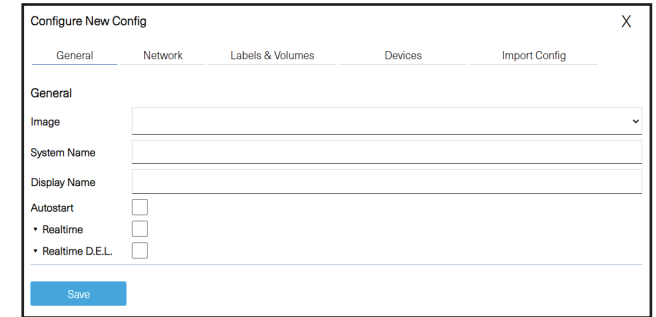 Configure New Config X
General Network Labels & Volumes Devices Import Config
General
Image
System Name
Display Name
Autostart
▾ Realtime
▾ Realtime D.E.L.
Save